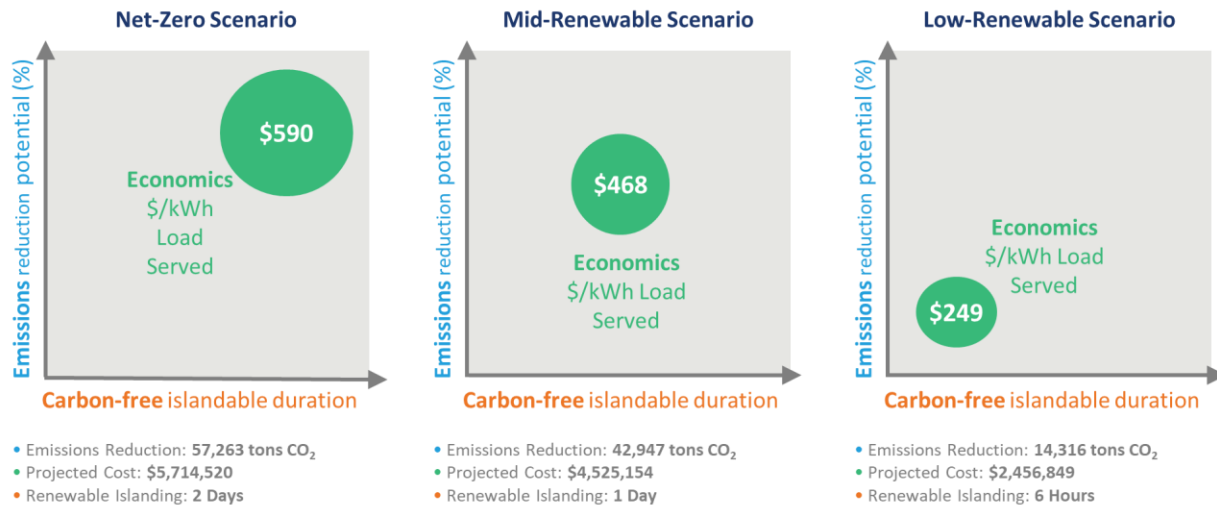 Net-Zero Scenario
Emissions reduction potential (%)
$590
Economics
$/kWh
Load
Served
Carbon-free islandable duration
• Emissions Reduction: 57,263 tons CO₂
• Projected Cost: $5,714,520
• Renewable Islanding: 2 Days
Mid-Renewable Scenario
Emissions reduction potential (%)
$468
Economics
$/kWh Load
Served
Carbon-free islandable duration
• Emissions Reduction: 42,947 tons CO₂
• Projected Cost: $4,525,154
• Renewable Islanding: 1 Day
Low-Renewable Scenario
Emissions reduction potential (%)
Economics
$/kWh Load
Served
$249
Carbon-free islandable duration
• Emissions Reduction: 14,316 tons CO₂
• Projected Cost: $2,456,849
• Renewable Islanding: 6 Hours